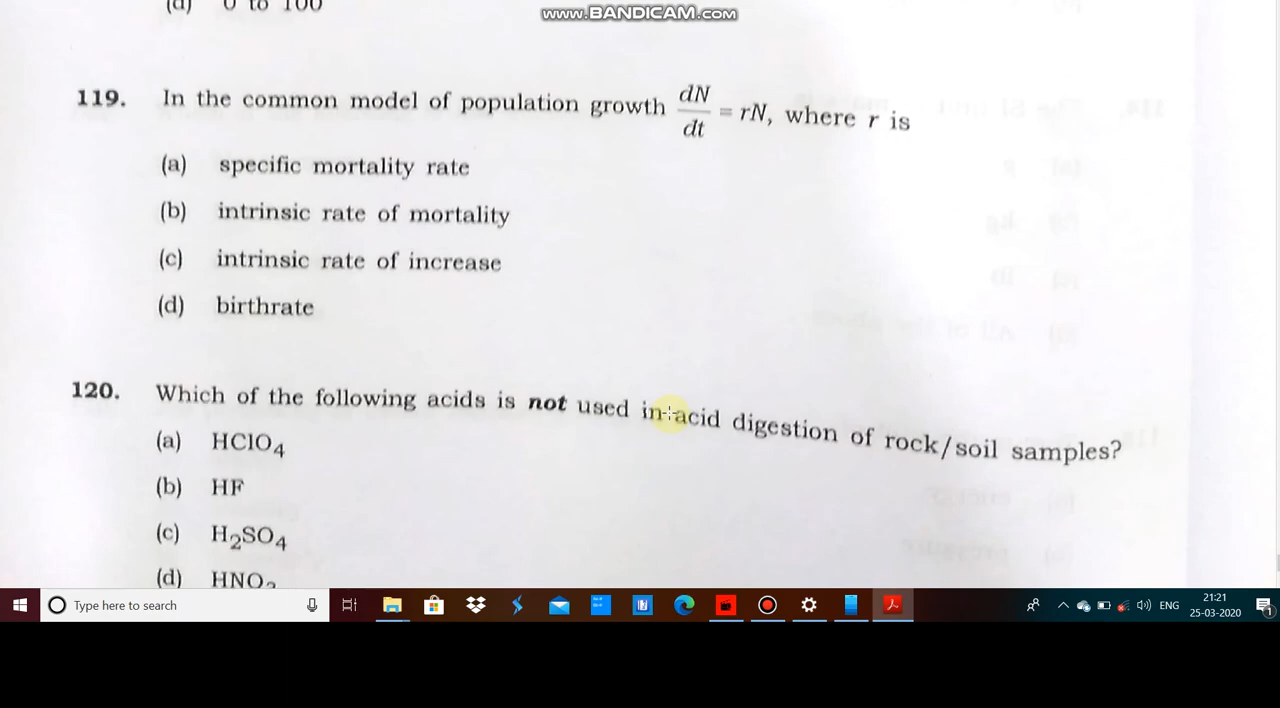 www.BANDICAM.com
(d) 0 to 100
119. In the common model of population growth dN/dt = rN, where r is
(a) specific mortality rate
(b) intrinsic rate of mortality
(c) intrinsic rate of increase
(d) birthrate
120. Which of the following acids is not used in acid digestion of rock/soil samples?
(a) HClO₄
(b) HF
(c) H₂SO₄
(d) HNO₃
Type here to search
ENG
21:21
25-03-2020
1